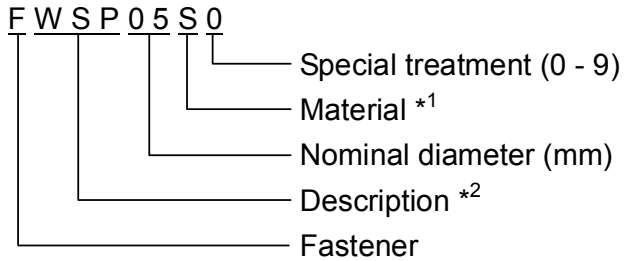 F W S P 0 5 S 0
Special treatment (0 - 9)
Material *1
Nominal diameter (mm)
Description *2
Fastener